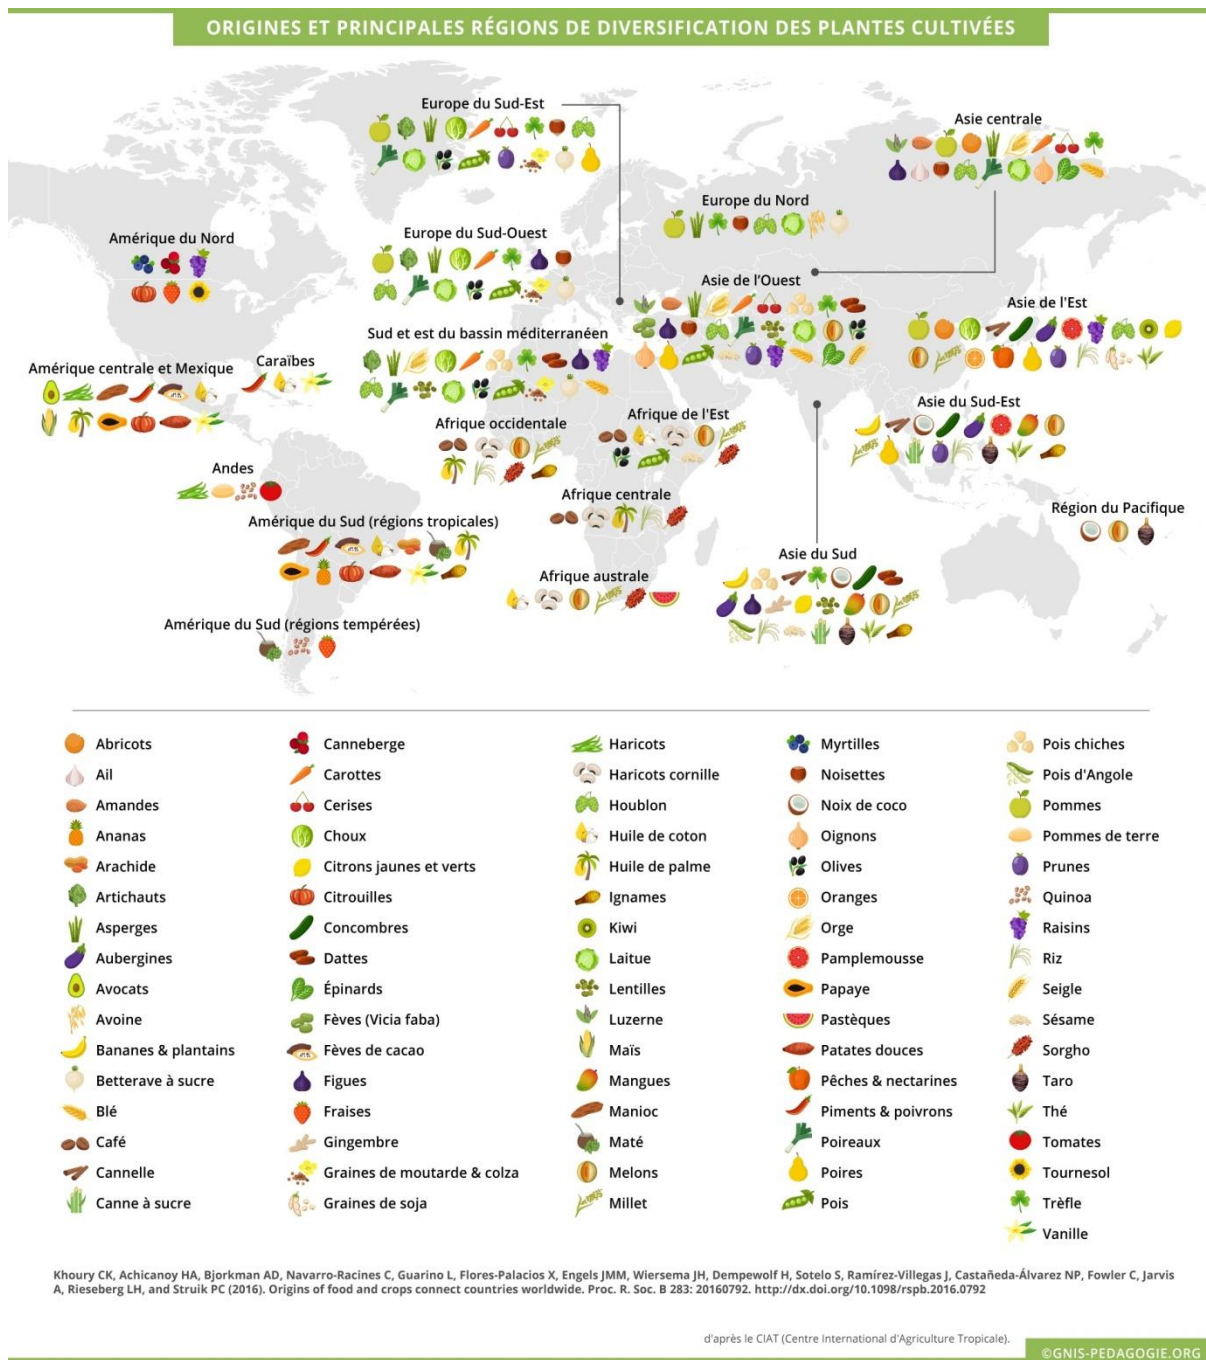 ORIGINES ET PRINCIPALES RÉGIONS DE DIVERSIFICATION DES PLANTES CULTIVÉES
Europe du Sud-Est
Asie centrale
Europe du Nord
Amérique du Nord
Europe du Sud-Ouest
Asie de l’Ouest
Asie de l'Est
Sud et est du bassin méditerranéen
Caraïbes
Amérique centrale et Mexique
Asie du Sud-Est
Afrique de l'Est
Afrique occidentale
Andes
Afrique centrale
Région du Pacifique
Amérique du Sud (régions tropicales)
Asie du Sud
Afrique australe
Amérique du Sud (régions tempérées)
Abricots
Ail
Amandes
Ananas
Arachide
Artichauts
Asperges
Aubergines
Avocats
Avoine
Bananes & plantains
Betterave à sucre
Blé
Café
Cannelle
Canne à sucre
Canneberge
Carottes
Cerises
Choux
Citrons jaunes et verts
Citrouilles
Concombres
Dattes
Épinards
Fèves (Vicia faba)
Fèves de cacao
Figues
Fraises
Gingembre
Graines de moutarde & colza
Graines de soja
Haricots
Haricots cornille
Houblon
Huile de coton
Huile de palme
Ignames
Kiwi
Laitue
Lentilles
Luzerne
Maïs
Mangues
Manioc
Maté
Melons
Millet
Myrtilles
Noisettes
Noix de coco
Oignons
Olives
Oranges
Orge
Pamplemousse
Papaye
Pastèques
Patates douces
Pêches & nectarines
Piments & poivrons
Poireaux
Poires
Pois
Pois chiches
Pois d'Angole
Pommes
Pommes de terre
Prunes
Quinoa
Raisins
Riz
Seigle
Sésame
Sorgho
Taro
Thé
Tomates
Tournesol
Trèfle
Vanille
Khoury CK, Achicanoy HA, Bjorkman AD, Navarro-Racines C, Guarino L, Flores-Palacios X, Engels JMM, Wiersema JH, Dempewolf H, Sotelo S, Ramírez-Villegas J, Castañeda-Álvarez NP, Fowler C, Jarvis
A, Rieseberg LH, and Struik PC (2016). Origins of food and crops connect countries worldwide. Proc. R. Soc. B 283: 20160792. http://dx.doi.org/10.1098/rspb.2016.0792
d'après le CIAT (Centre International d'Agriculture Tropicale).
©GNIS-PEDAGOGIE.ORG